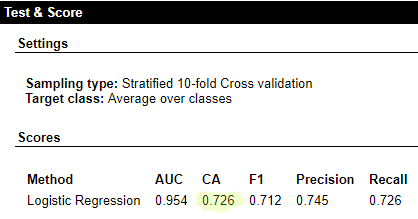 Test & Score
Settings
Sampling type: Stratified 10-fold Cross validation
Target class: Average over classes
Scores
Method AUC CA F1 Precision Recall
Logistic Regression 0.954 0.726 0.712 0.745 0.726